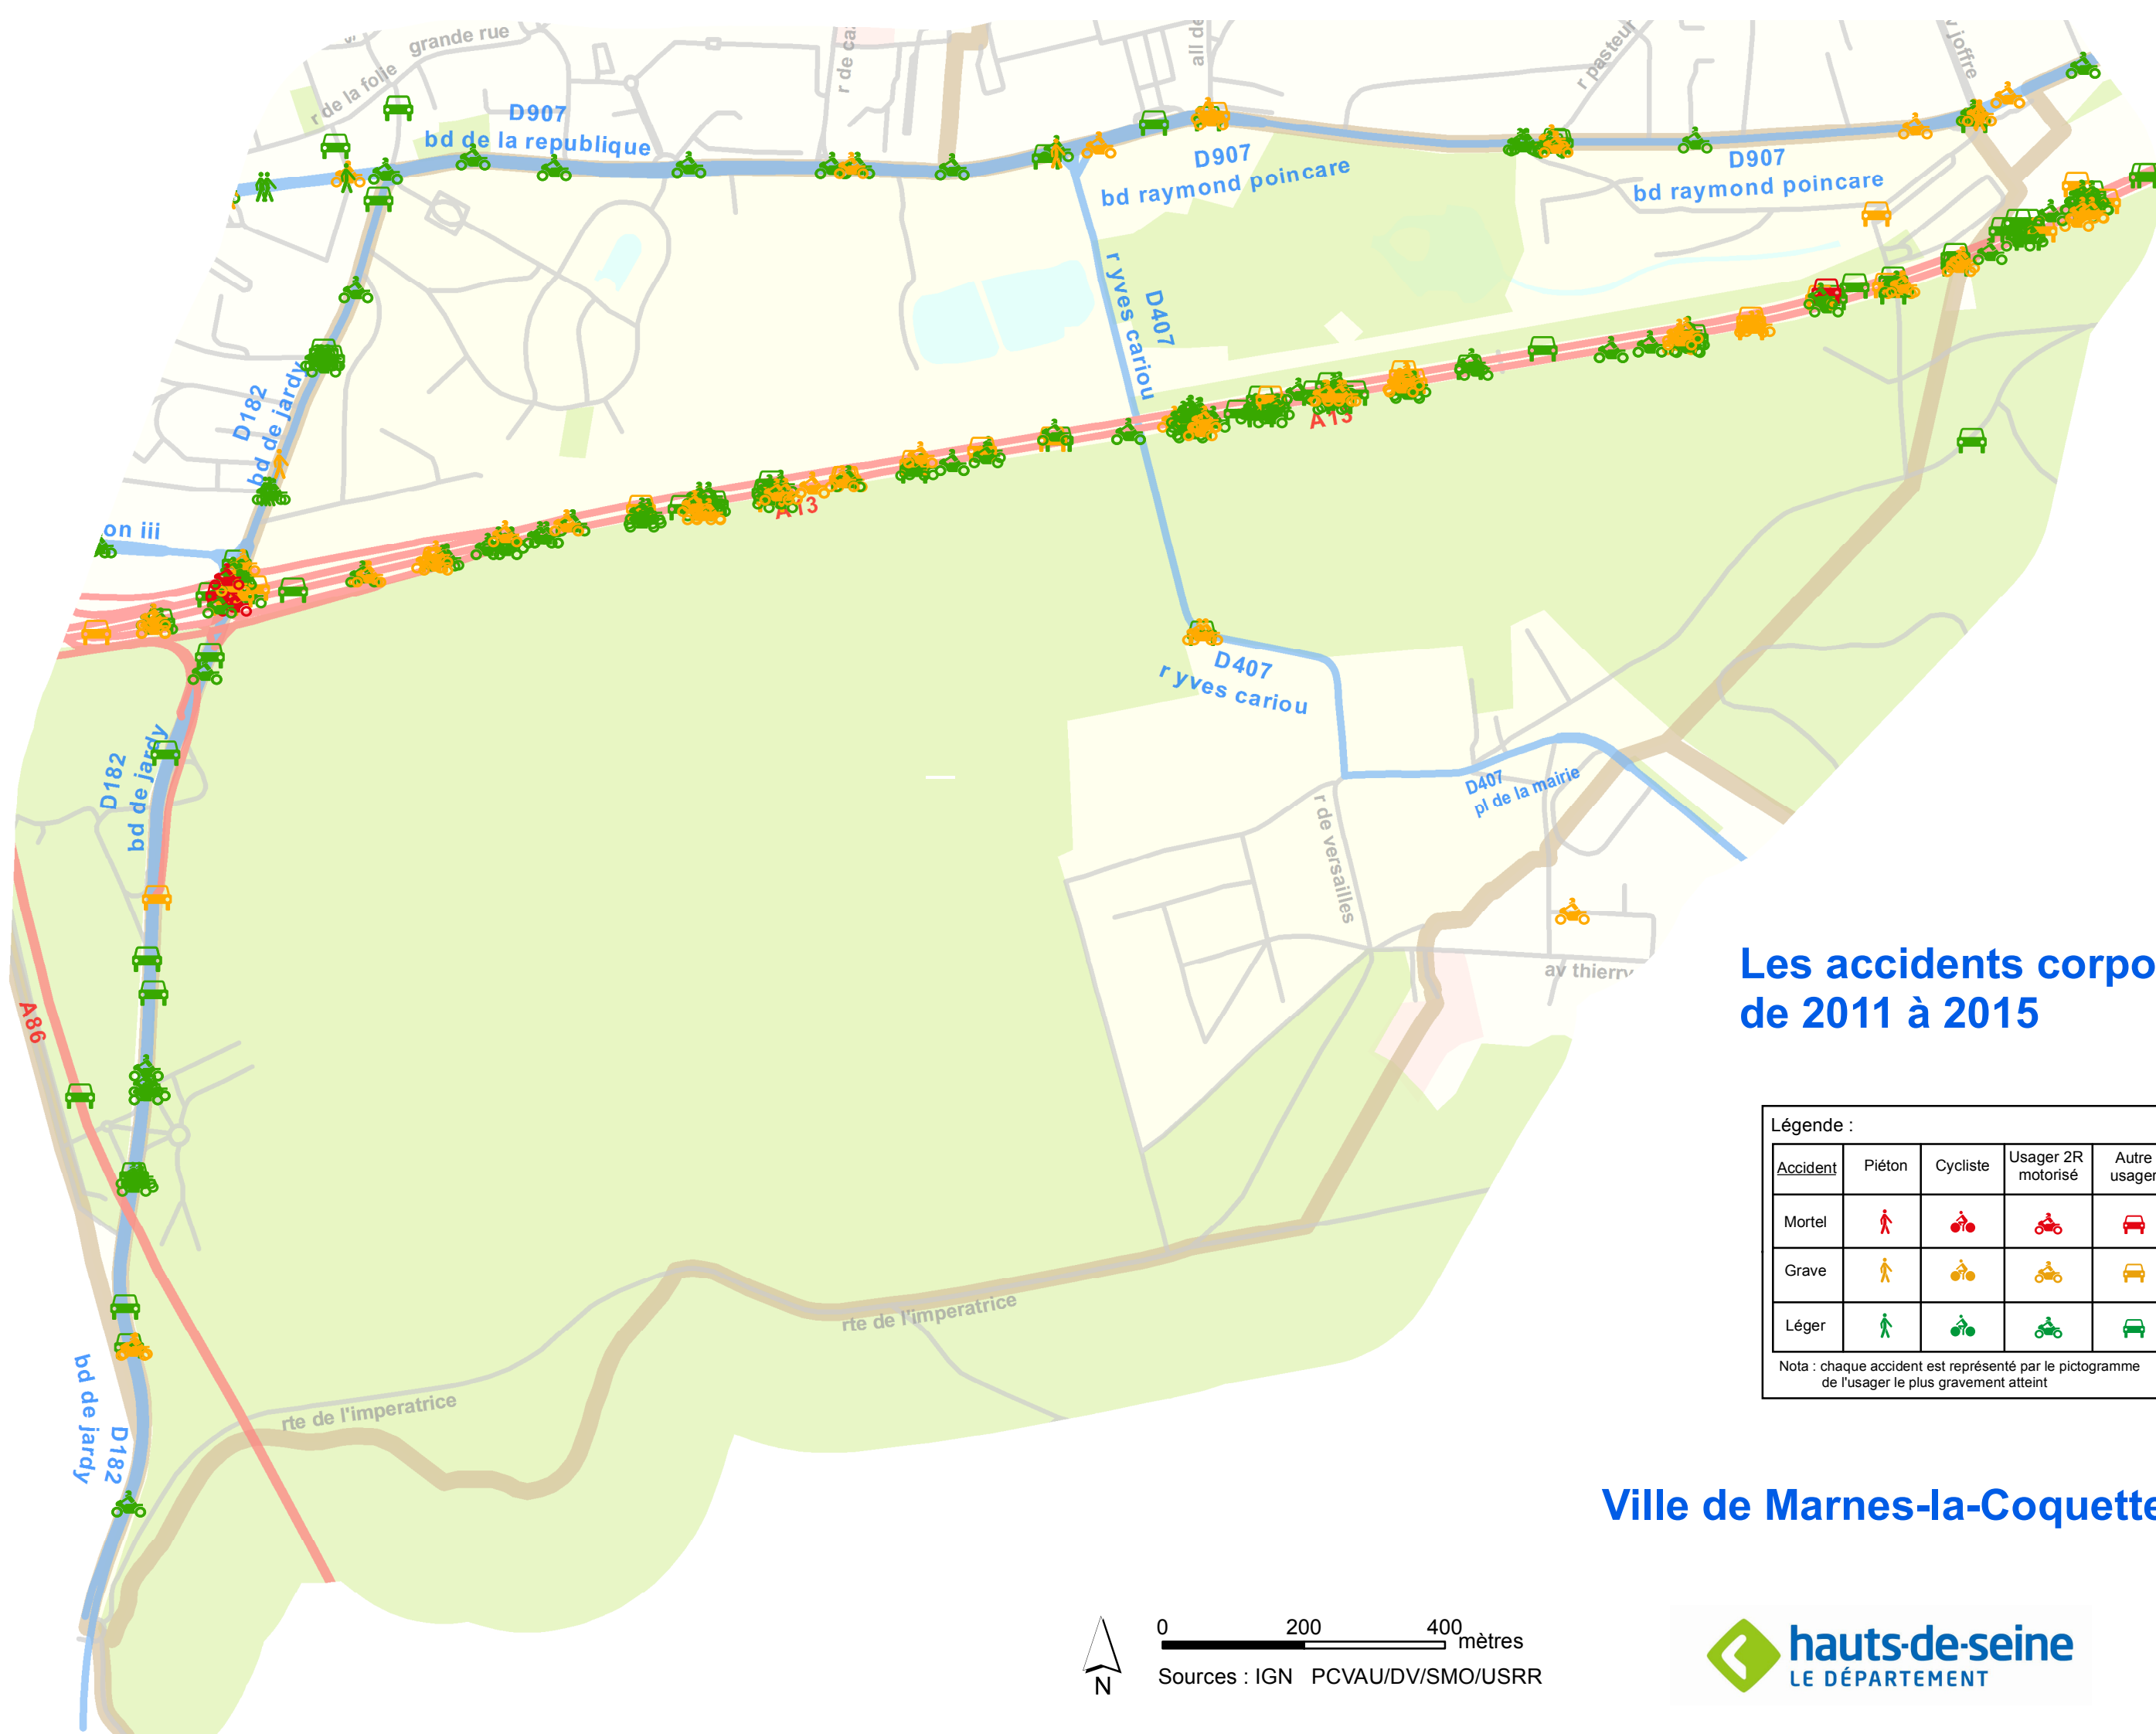 grande rue
r de la folie
r de ca
all de
r pasteur
v joffre
D907
bd de la republique
D907
bd raymond poincare
D907
bd raymond poincare
D407
r yves cariou
D182
bd de jardy
A13
A13
on iii
D407
r yves cariou
D182
bd de jardy
D407
pl de la mairie
r de versailles
av thierry
A86
Les accidents corpo
de 2011 à 2015
Légende :
Accident Piéton Cycliste Usager 2R motorisé Autre usager
Mortel
Grave
Léger
Nota : chaque accident est représenté par le pictogramme
de l'usager le plus gravement atteint
rte de l'imperatrice
rte de l'imperatrice
bd de jardy
D182
Ville de Marnes-la-Coquette
0 200 400 mètres
N
Sources : IGN PCVAU/DV/SMO/USRR
hauts-de-seine
LE DÉPARTEMENT